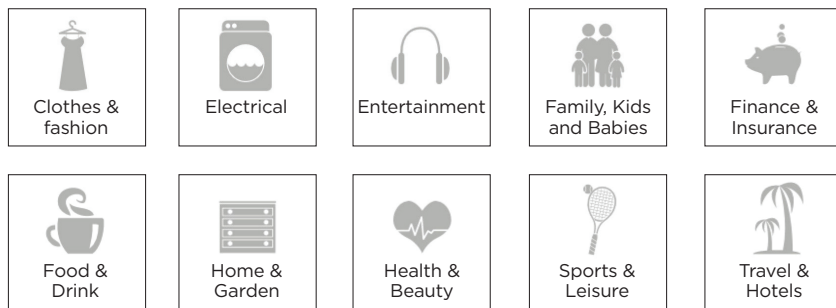 Clothes &
fashion
Electrical
Entertainment
Family, Kids
and Babies
Finance &
Insurance
Food &
Drink
Home &
Garden
Health &
Beauty
Sports &
Leisure
Travel &
Hotels